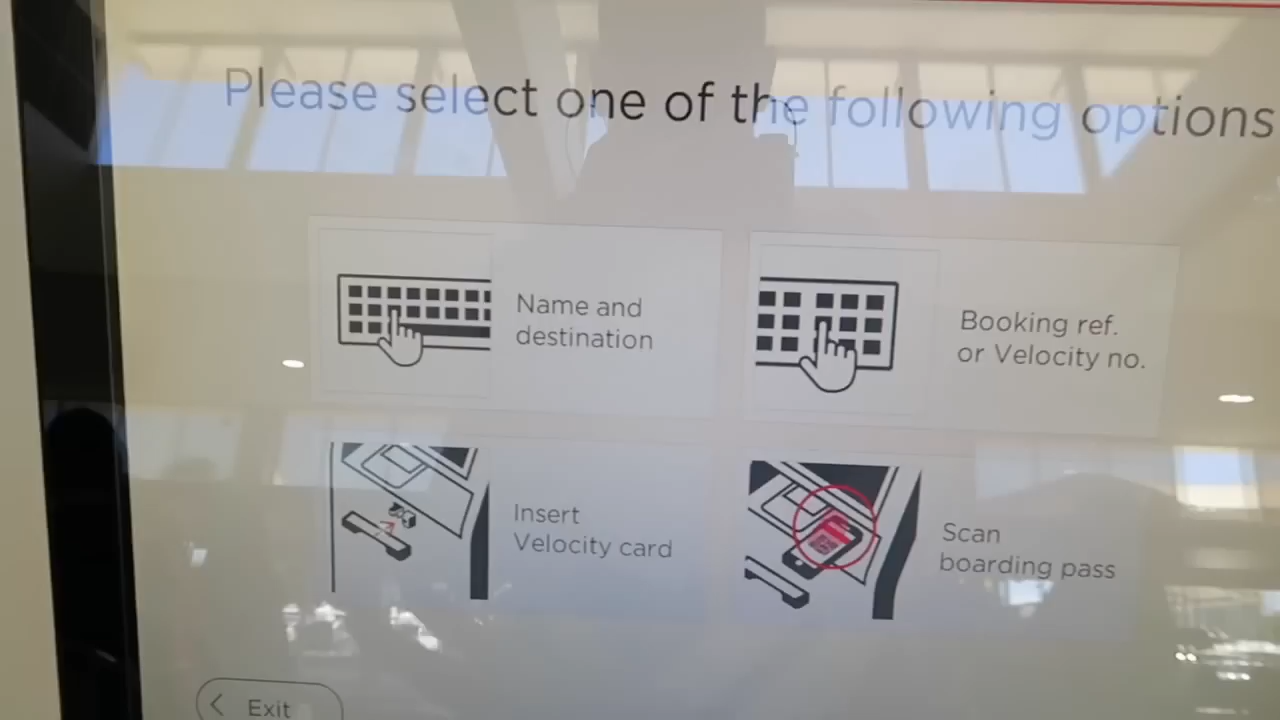 Please select one of the following options
Name and
destination
Booking ref.
or Velocity no.
Insert
Velocity card
Scan
boarding pass
Exit